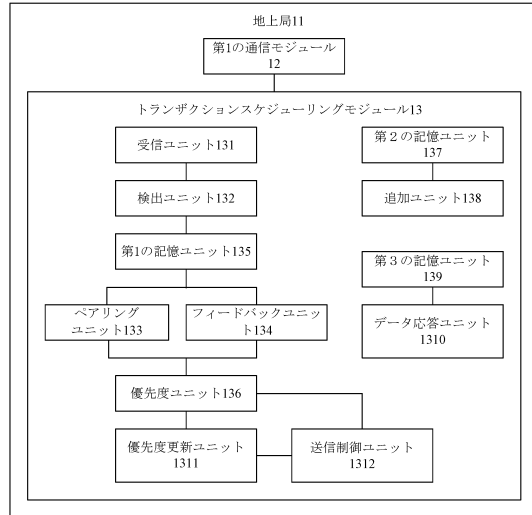 地上局11
第1の通信モジュール
12
トランザクションスケジューリングモジュール13
受信ユニット131
第２の記憶ユニット
137
検出ユニット132
追加ユニット138
第1の記憶ユニット135
第３の記憶ユニット
139
ペアリング
ユニット133
フィードバックユニッ
ト134
データ応答ユニット
1310
優先度ユニット136
優先度更新ユニット
1311
送信制御ユニット
1312